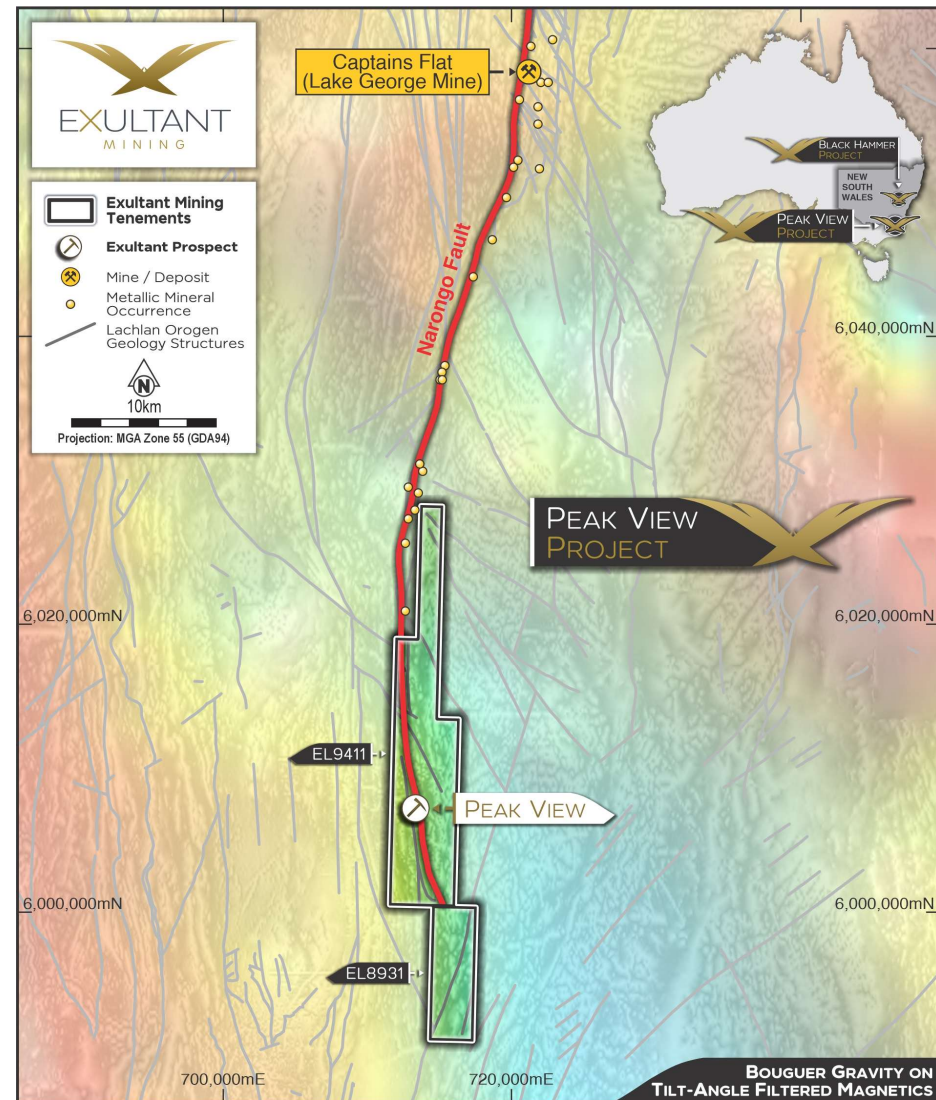 EXULTANT
MINING
Exultant Mining
Tenements
Exultant Prospect
Mine / Deposit
Metallic Mineral
Occurrence
Lachlan Orogen
Geology Structures
N
10km
Projection: MGA Zone 55 (GDA94)
Captains Flat
(Lake George Mine)
BLACK HAMMER
PROJECT
NEW
SOUTH
WALES
PEAK VIEW
PROJECT
Narongo Fault
6,040,000mN
PEAK VIEW
PROJECT
6,020,000mN
6,020,000mN
EL9411
PEAK VIEW
6,000,000mN
6,000,000mN
EL8931
700,000mE
720,000mE
BOUGUER GRAVITY ON
TILT-ANGLE FILTERED MAGNETICS